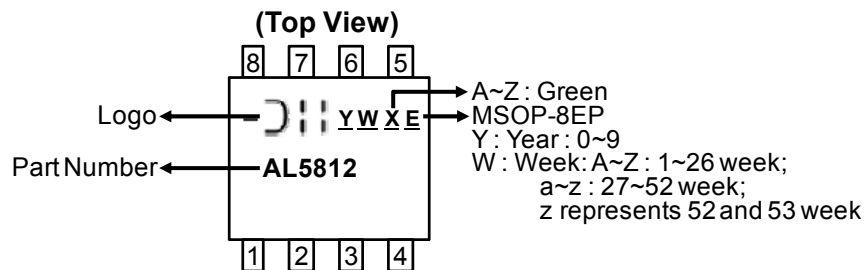 (Top View)
8 7 6 5
A~Z : Green
Logo Y W X E MSOP-8EP
Y : Year : 0~9
Part Number AL5812 W : Week: A~Z : 1~26 week;
a~z : 27~52 week;
z represents 52 and 53 week
1 2 3 4